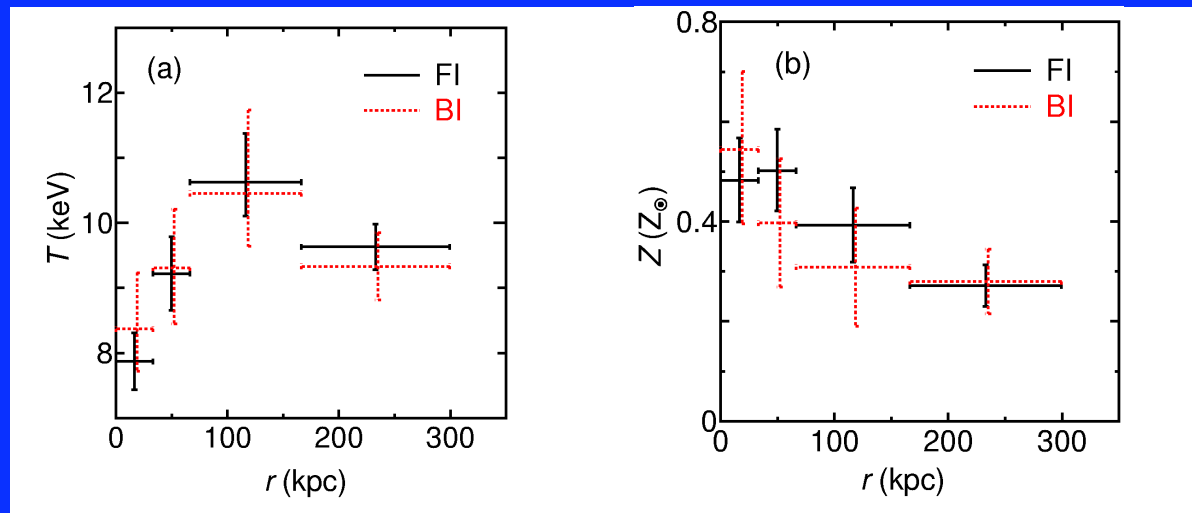 (a)
FI
BI
12
10
8
T (keV)
0 100 200 300
r (kpc)
(b)
FI
BI
0.8
0.4
0
Z (Z☉)
0 100 200 300
r (kpc)